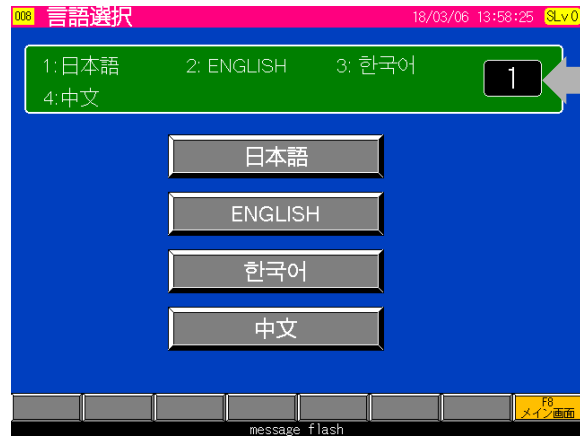 008 言語選択 18/03/06 13:58:25 SLv0
1:日本語 2: ENGLISH 3: 한국어
4:中文
1
日本語
ENGLISH
한국어
中文
F8
メイン画面
message flash